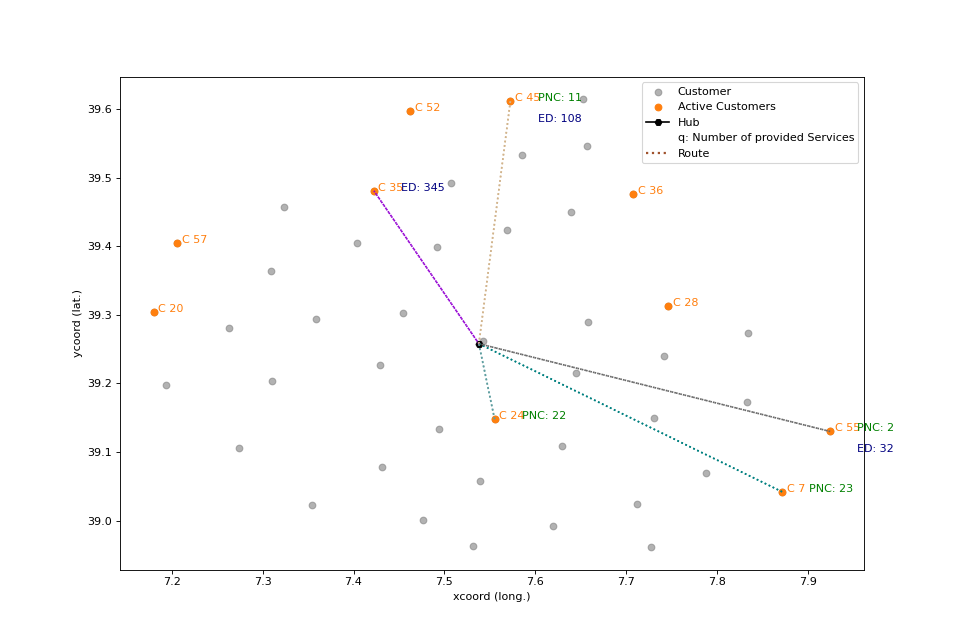 Customer
Active Customers
Hub
q: Number of provided Services
Route
C 45 PNC: 11
ED: 108
C 52
C 35 ED: 345
C 36
C 57
C 20
C 28
C 24 PNC: 22
C 55 PNC: 2
ED: 32
C 7 PNC: 23
39.6
39.5
39.4
39.3
39.2
39.1
39.0
ycoord (lat.)
7.2 7.3 7.4 7.5 7.6 7.7 7.8 7.9
xcoord (long.)